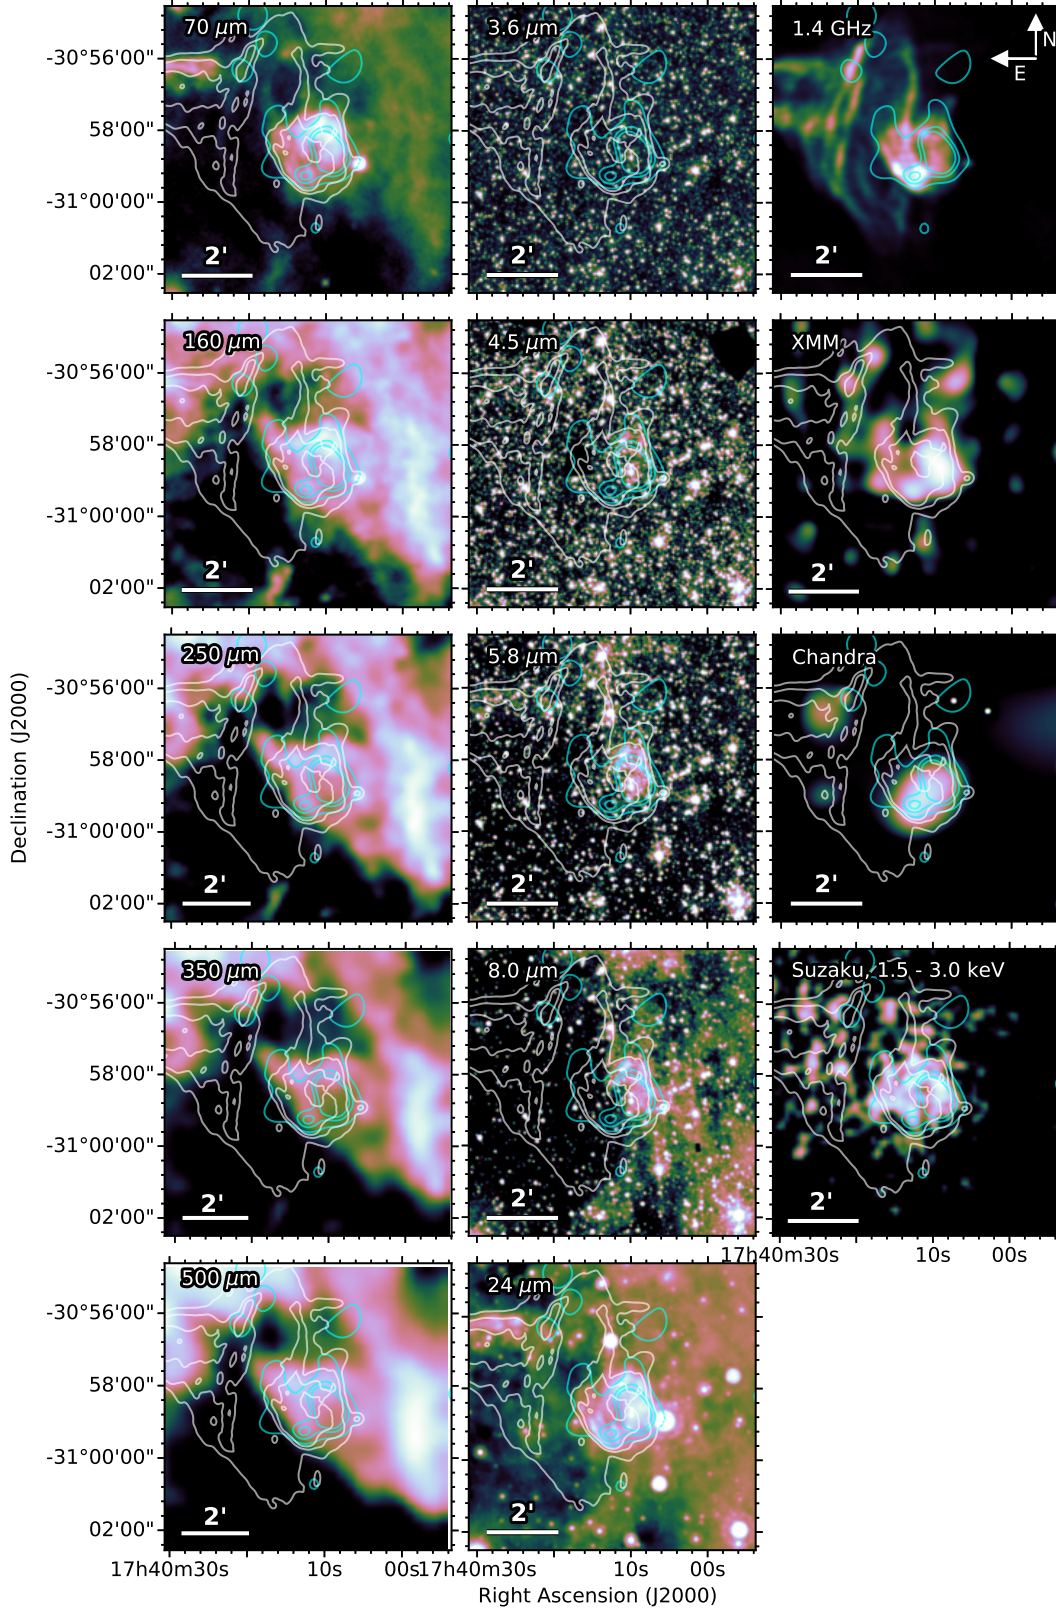 70 μm
3.6 μm
1.4 GHz
N
E
-30°56'00"
58'00"
-31°00'00"
02'00"
2'
2'
2'
160 μm
4.5 μm
XMM
-30°56'00"
58'00"
-31°00'00"
02'00"
2'
2'
2'
250 μm
5.8 μm
Chandra
-30°56'00"
58'00"
-31°00'00"
02'00"
2'
2'
2'
Declination (J2000)
350 μm
8.0 μm
Suzaku, 1.5 - 3.0 keV
-30°56'00"
58'00"
-31°00'00"
02'00"
2'
2'
2'
17h40m30s 10s 00s
500 μm
24 μm
-30°56'00"
58'00"
-31°00'00"
02'00"
2'
2'
17h40m30s 10s 00s
17h40m30s 10s 00s
Right Ascension (J2000)